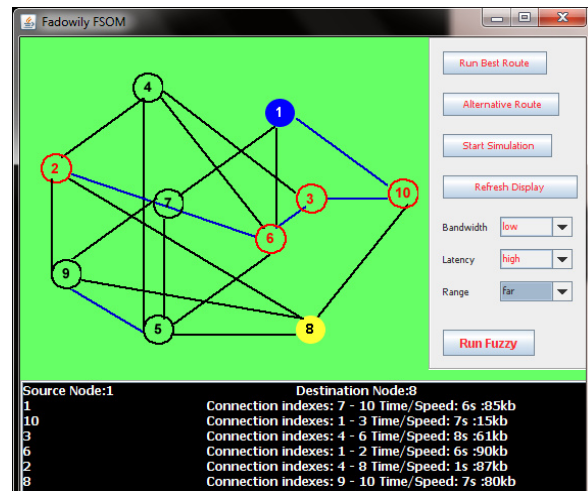 Fadowily FSOM
Run Best Route
Alternative Route
Start Simulation
Refresh Display
Bandwidth low
Latency high
Range far
Run Fuzzy
4
1
2
7
3
10
6
9
5
8
Source Node:1 Destination Node:8
1 Connection indexes: 7 - 10 Time/Speed: 6s :85kb
10 Connection indexes: 1 - 3 Time/Speed: 7s :15kb
3 Connection indexes: 4 - 6 Time/Speed: 8s :61kb
6 Connection indexes: 1 - 2 Time/Speed: 6s :90kb
2 Connection indexes: 4 - 8 Time/Speed: 1s :87kb
8 Connection indexes: 9 - 10 Time/Speed: 7s :80kb